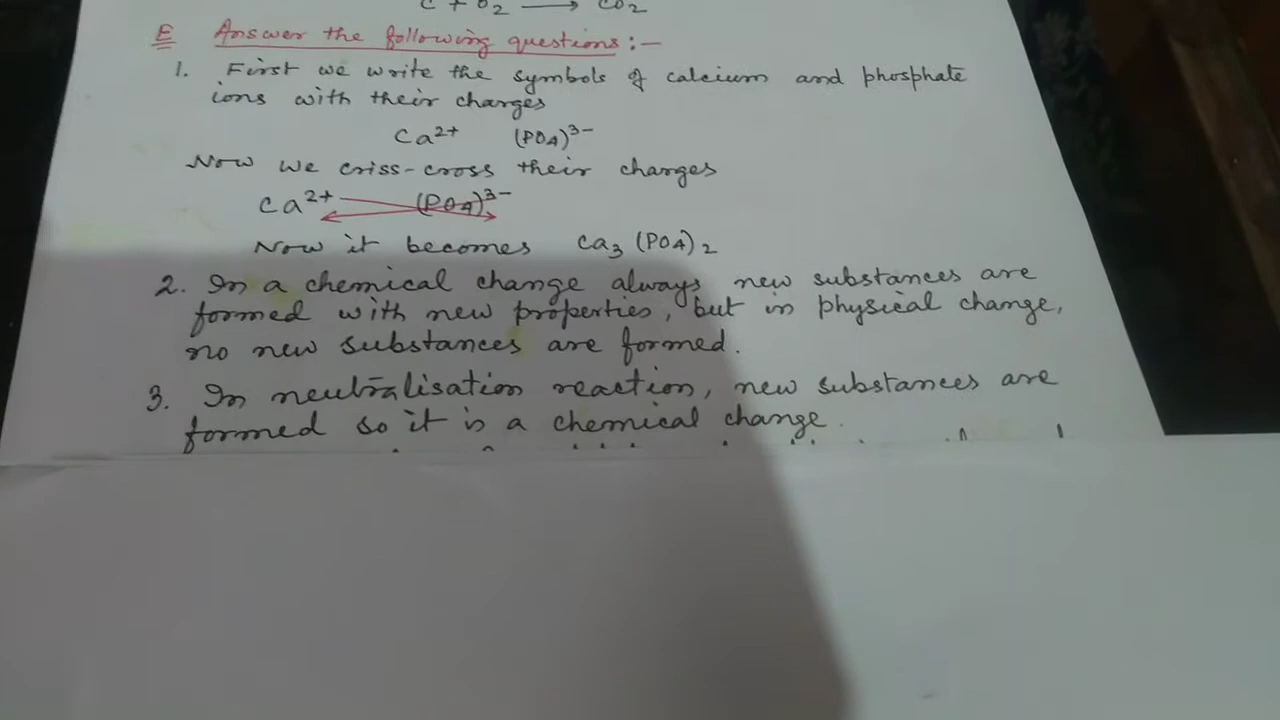 C + O₂ ⟶ CO₂
E Answer the following questions :–
1. First we write the symbols of calcium and phosphate
ions with their charges
Ca²⁺ (PO₄)³⁻
Now we criss-cross their charges
Ca²⁺ (PO₄)³⁻
Now it becomes Ca₃ (PO₄)₂
2. In a chemical change always new substances are
formed with new properties, but in physical change,
no new substances are formed.
3. In neutralisation reaction, new substances are
formed so it is a chemical change.